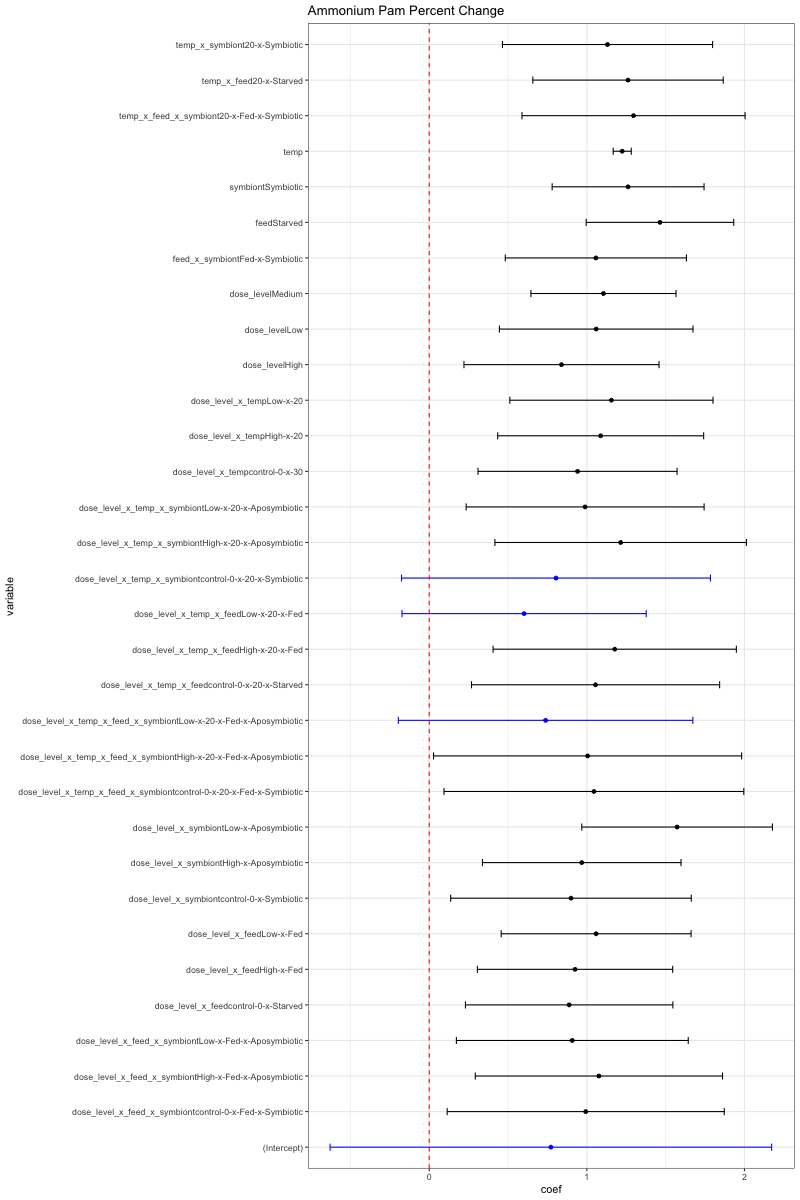 Ammonium Pam Percent Change
temp_x_symbiont20-x-Symbiotic
temp_x_feed20-x-Starved
temp_x_feed_x_symbiont20-x-Fed-x-Symbiotic
temp
symbiontSymbiotic
feedStarved
feed_x_symbiontFed-x-Symbiotic
dose_levelMedium
dose_levelLow
dose_levelHigh
dose_level_x_tempLow-x-20
dose_level_x_tempHigh-x-20
dose_level_x_tempcontrol-0-x-30
dose_level_x_temp_x_symbiontLow-x-20-x-Aposymbiotic
dose_level_x_temp_x_symbiontHigh-x-20-x-Aposymbiotic
dose_level_x_temp_x_symbiontcontrol-0-x-20-x-Symbiotic
dose_level_x_temp_x_feedLow-x-20-x-Fed
dose_level_x_temp_x_feedHigh-x-20-x-Fed
dose_level_x_temp_x_feedcontrol-0-x-20-x-Starved
dose_level_x_temp_x_feed_x_symbiontLow-x-20-x-Fed-x-Aposymbiotic
dose_level_x_temp_x_feed_x_symbiontHigh-x-20-x-Fed-x-Aposymbiotic
dose_level_x_temp_x_feed_x_symbiontcontrol-0-x-20-x-Fed-x-Symbiotic
dose_level_x_symbiontLow-x-Aposymbiotic
dose_level_x_symbiontHigh-x-Aposymbiotic
dose_level_x_symbiontcontrol-0-x-Symbiotic
dose_level_x_feedLow-x-Fed
dose_level_x_feedHigh-x-Fed
dose_level_x_feedcontrol-0-x-Starved
dose_level_x_feed_x_symbiontLow-x-Fed-x-Aposymbiotic
dose_level_x_feed_x_symbiontHigh-x-Fed-x-Aposymbiotic
dose_level_x_feed_x_symbiontcontrol-0-x-Fed-x-Symbiotic
(Intercept)
variable
0 1 2
coef